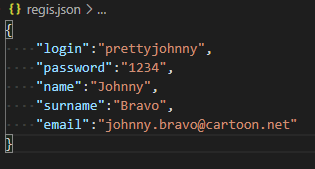 {} regis.json > ...
{
    "login":"prettyjohnny",
    "password":"1234",
    "name":"Johnny",
    "surname":"Bravo",
    "email":"johnny.bravo@cartoon.net"
}